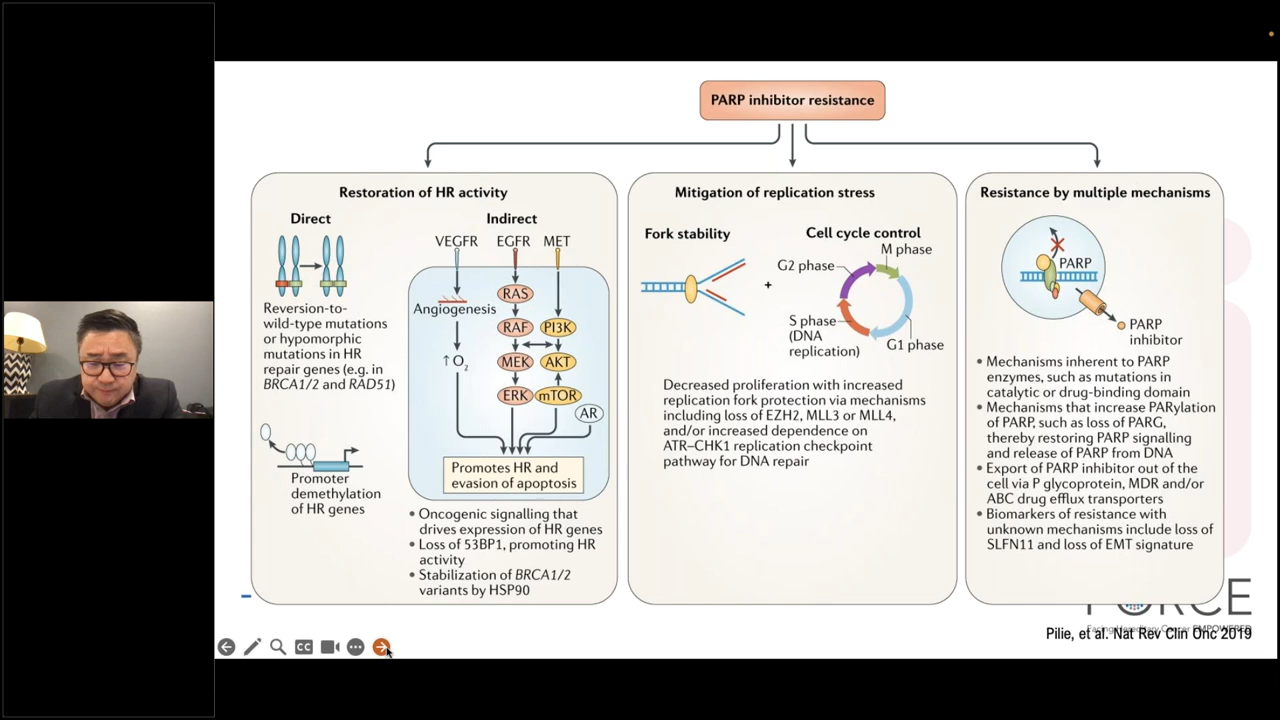 PARP inhibitor resistance
Restoration of HR activity
Direct
Reversion-to-
wild-type mutations
or hypomorphic
mutations in HR
repair genes (e.g. in
BRCA1/2 and RAD51)
Promoter
demethylation
of HR genes
Indirect
VEGFR EGFR MET
Angiogenesis
↑ O₂
RAS
RAF PI3K
MEK AKT
ERK mTOR
AR
Promotes HR and
evasion of apoptosis
• Oncogenic signalling that
drives expression of HR genes
• Loss of 53BP1, promoting HR
activity
• Stabilization of BRCA1/2
variants by HSP90
Mitigation of replication stress
Fork stability
+
Cell cycle control
M phase
G2 phase
S phase
(DNA
replication)
G1 phase
Decreased proliferation with increased
replication fork protection via mechanisms
including loss of EZH2, MLL3 or MLL4,
and/or increased dependence on
ATR–CHK1 replication checkpoint
pathway for DNA repair
Resistance by multiple mechanisms
PARP
PARP
inhibitor
• Mechanisms inherent to PARP
enzymes, such as mutations in
catalytic or drug-binding domain
• Mechanisms that increase PARylation
of PARP, such as loss of PARG,
thereby restoring PARP signalling
and release of PARP from DNA
• Export of PARP inhibitor out of the
cell via P glycoprotein, MDR and/or
ABC drug efflux transporters
• Biomarkers of resistance with
unknown mechanisms include loss of
SLFN11 and loss of EMT signature
FORCE
EMPOWERED
Pilie, et al. Nat Rev Clin Onc 2019
CC